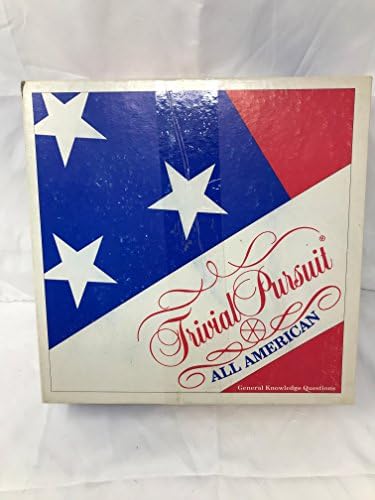 Trivial Pursuit®
ALL AMERICAN
General Knowledge Questions